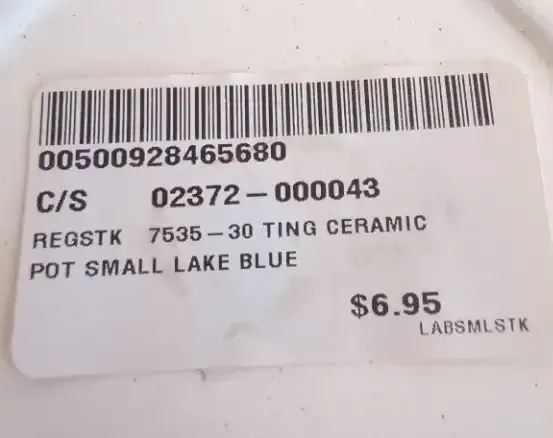 00500928465680
C/S 02372-000043
REGSTK 7535-30 TING CERAMIC
POT SMALL LAKE BLUE
$6.95
LABSMLSTK